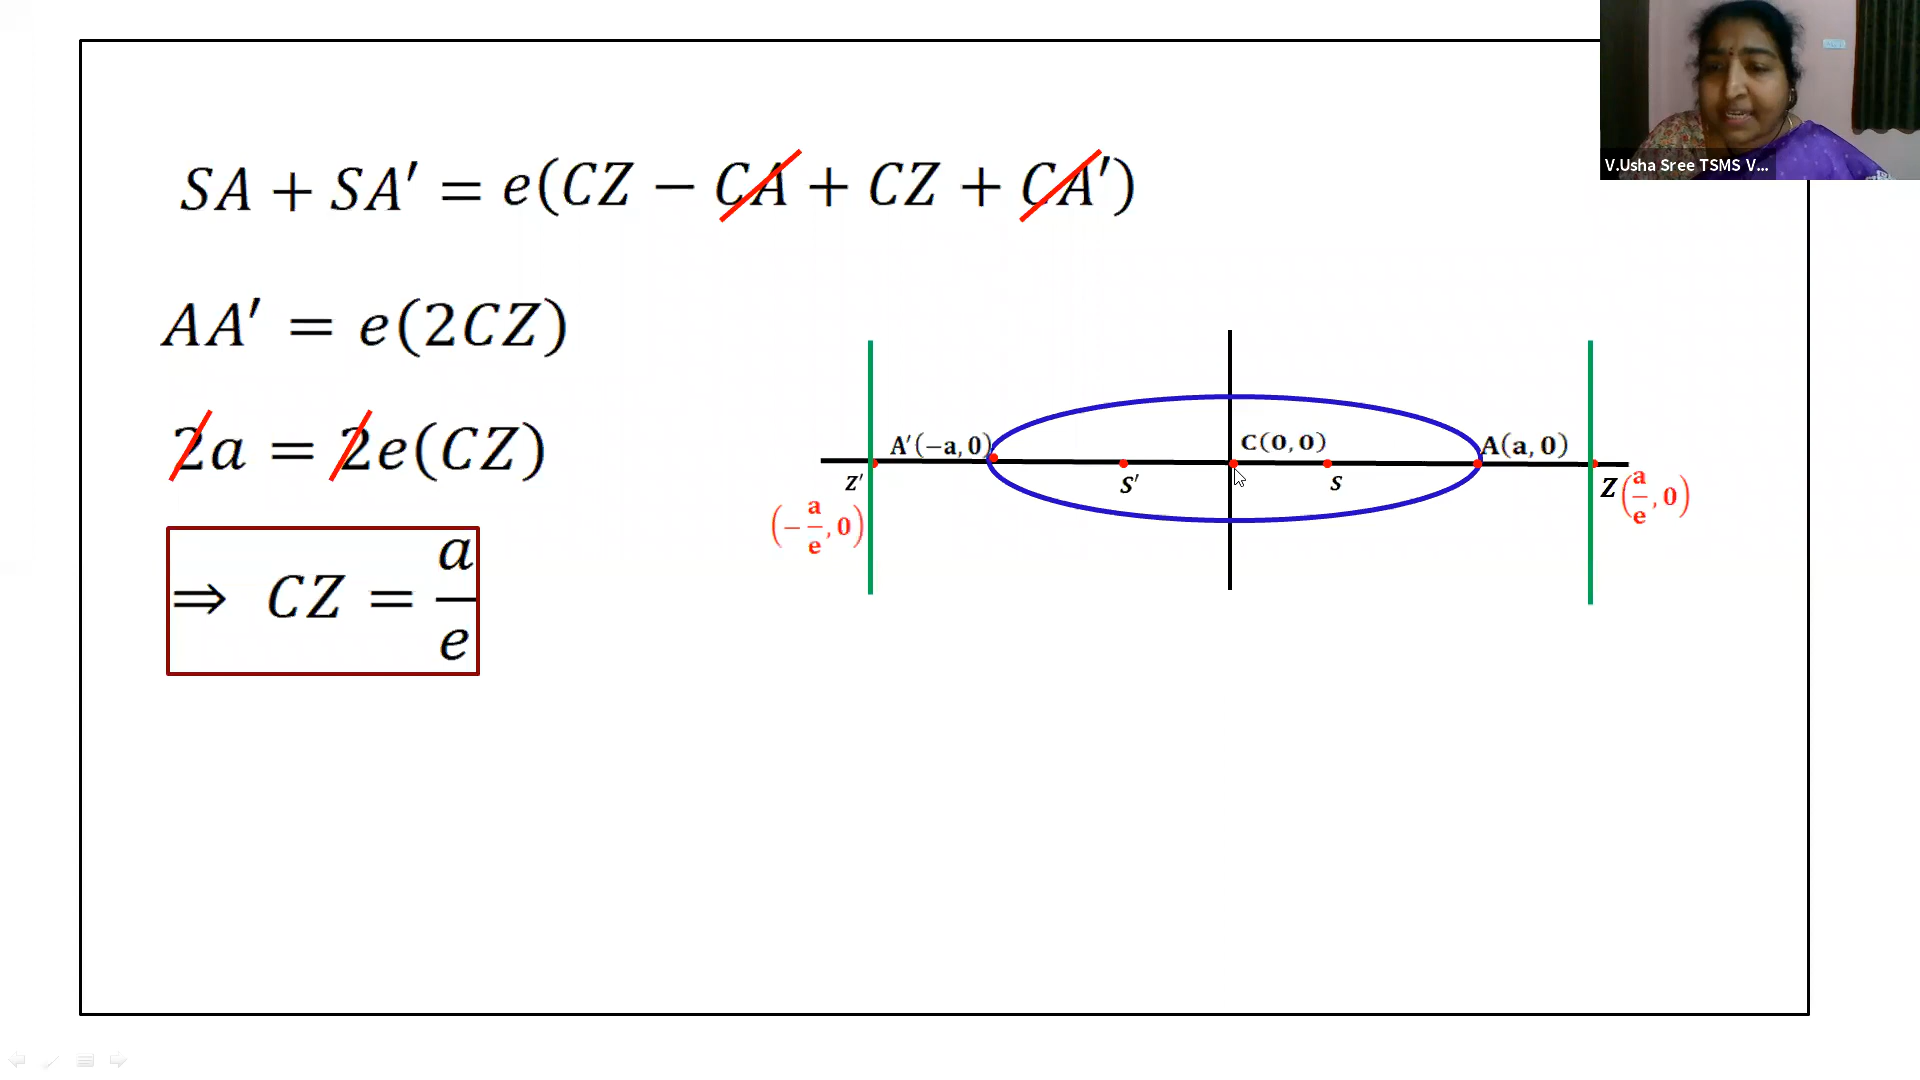 V.Usha Sree TSMS V...
SA + SA′ = e(CZ − CA + CZ + CA′)
AA′ = e(2CZ)
2a = 2e(CZ)
⇒ CZ = a/e
A′(−a, 0)
C(0, 0)
A(a, 0)
Z′
S′
S
Z(a/e, 0)
(−a/e, 0)